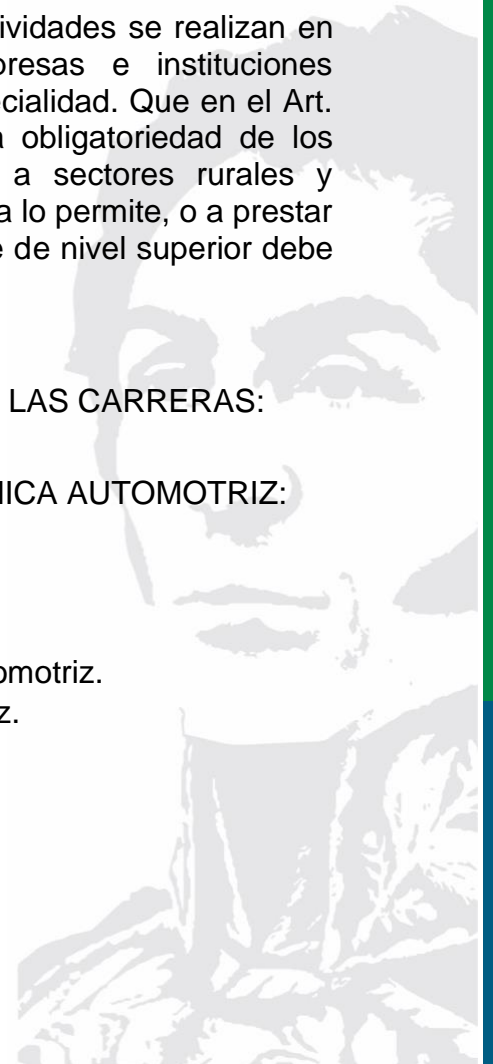 ividades se realizan en
presas e instituciones
ecialidad. Que en el Art.
a obligatoriedad de los
a sectores rurales y
a lo permite, o a prestar
e de nivel superior debe
LAS CARRERAS:
NICA AUTOMOTRIZ:
omotriz.
z.